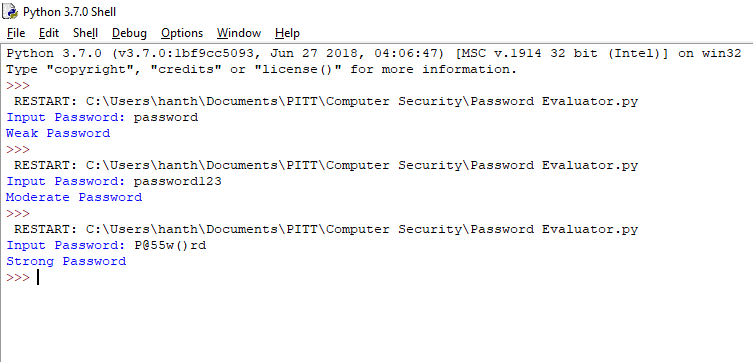 Python 3.7.0 Shell
File Edit Shell Debug Options Window Help
Python 3.7.0 (v3.7.0:1bf9cc5093, Jun 27 2018, 04:06:47) [MSC v.1914 32 bit (Intel)] on win32
Type "copyright", "credits" or "license()" for more information.
>>>
 RESTART: C:\Users\hanth\Documents\PITT\Computer Security\Password Evaluator.py
Input Password: password
Weak Password
>>>
 RESTART: C:\Users\hanth\Documents\PITT\Computer Security\Password Evaluator.py
Input Password: password123
Moderate Password
>>>
 RESTART: C:\Users\hanth\Documents\PITT\Computer Security\Password Evaluator.py
Input Password: P@55w()rd
Strong Password
>>>